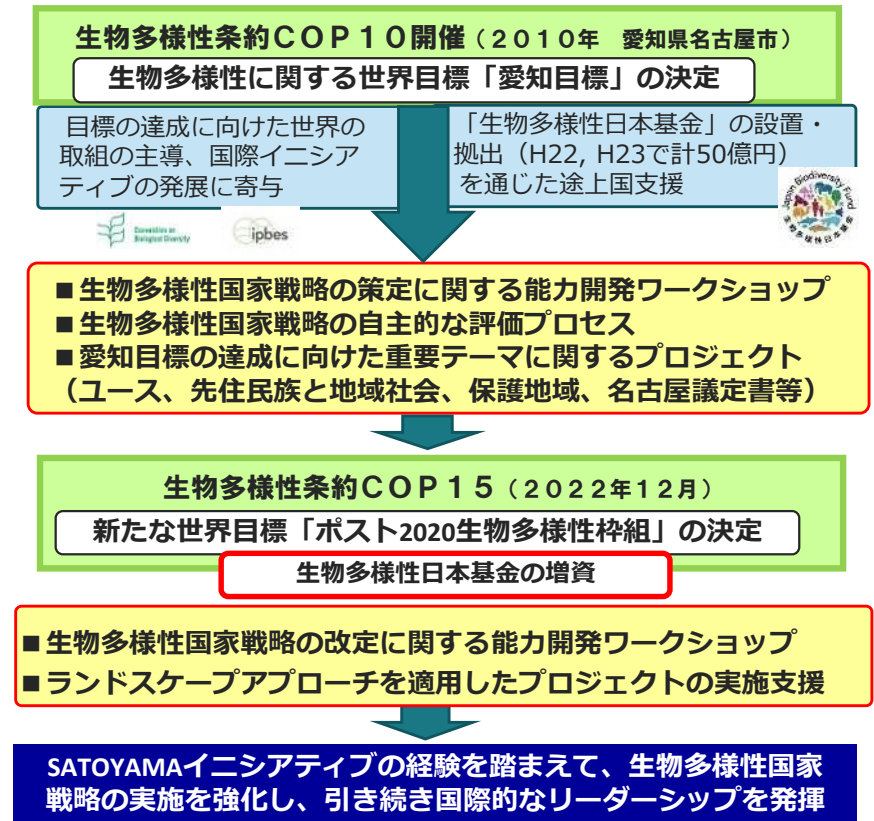 生物多様性条約ＣＯＰ１０開催（２０１０年　愛知県名古屋市）
生物多様性に関する世界目標「愛知目標」の決定
目標の達成に向けた世界の
取組の主導、国際イニシア
ティブの発展に寄与
「生物多様性日本基金」の設置・
拠出（H22, H23で計50億円）
を通じた途上国支援
Convention on
Biological Diversity
ipbes
Japan Biodiversity Fund
生物多様性日本基金
■生物多様性国家戦略の策定に関する能力開発ワークショップ
■生物多様性国家戦略の自主的な評価プロセス
■愛知目標の達成に向けた重要テーマに関するプロジェクト
（ユース、先住民族と地域社会、保護地域、名古屋議定書等）
生物多様性条約ＣＯＰ１５（２０２２年１２月）
新たな世界目標「ポスト2020生物多様性枠組」の決定
生物多様性日本基金の増資
■生物多様性国家戦略の改定に関する能力開発ワークショップ
■ランドスケープアプローチを適用したプロジェクトの実施支援
SATOYAMAイニシアティブの経験を踏まえて、生物多様性国家
戦略の実施を強化し、引き続き国際的なリーダーシップを発揮